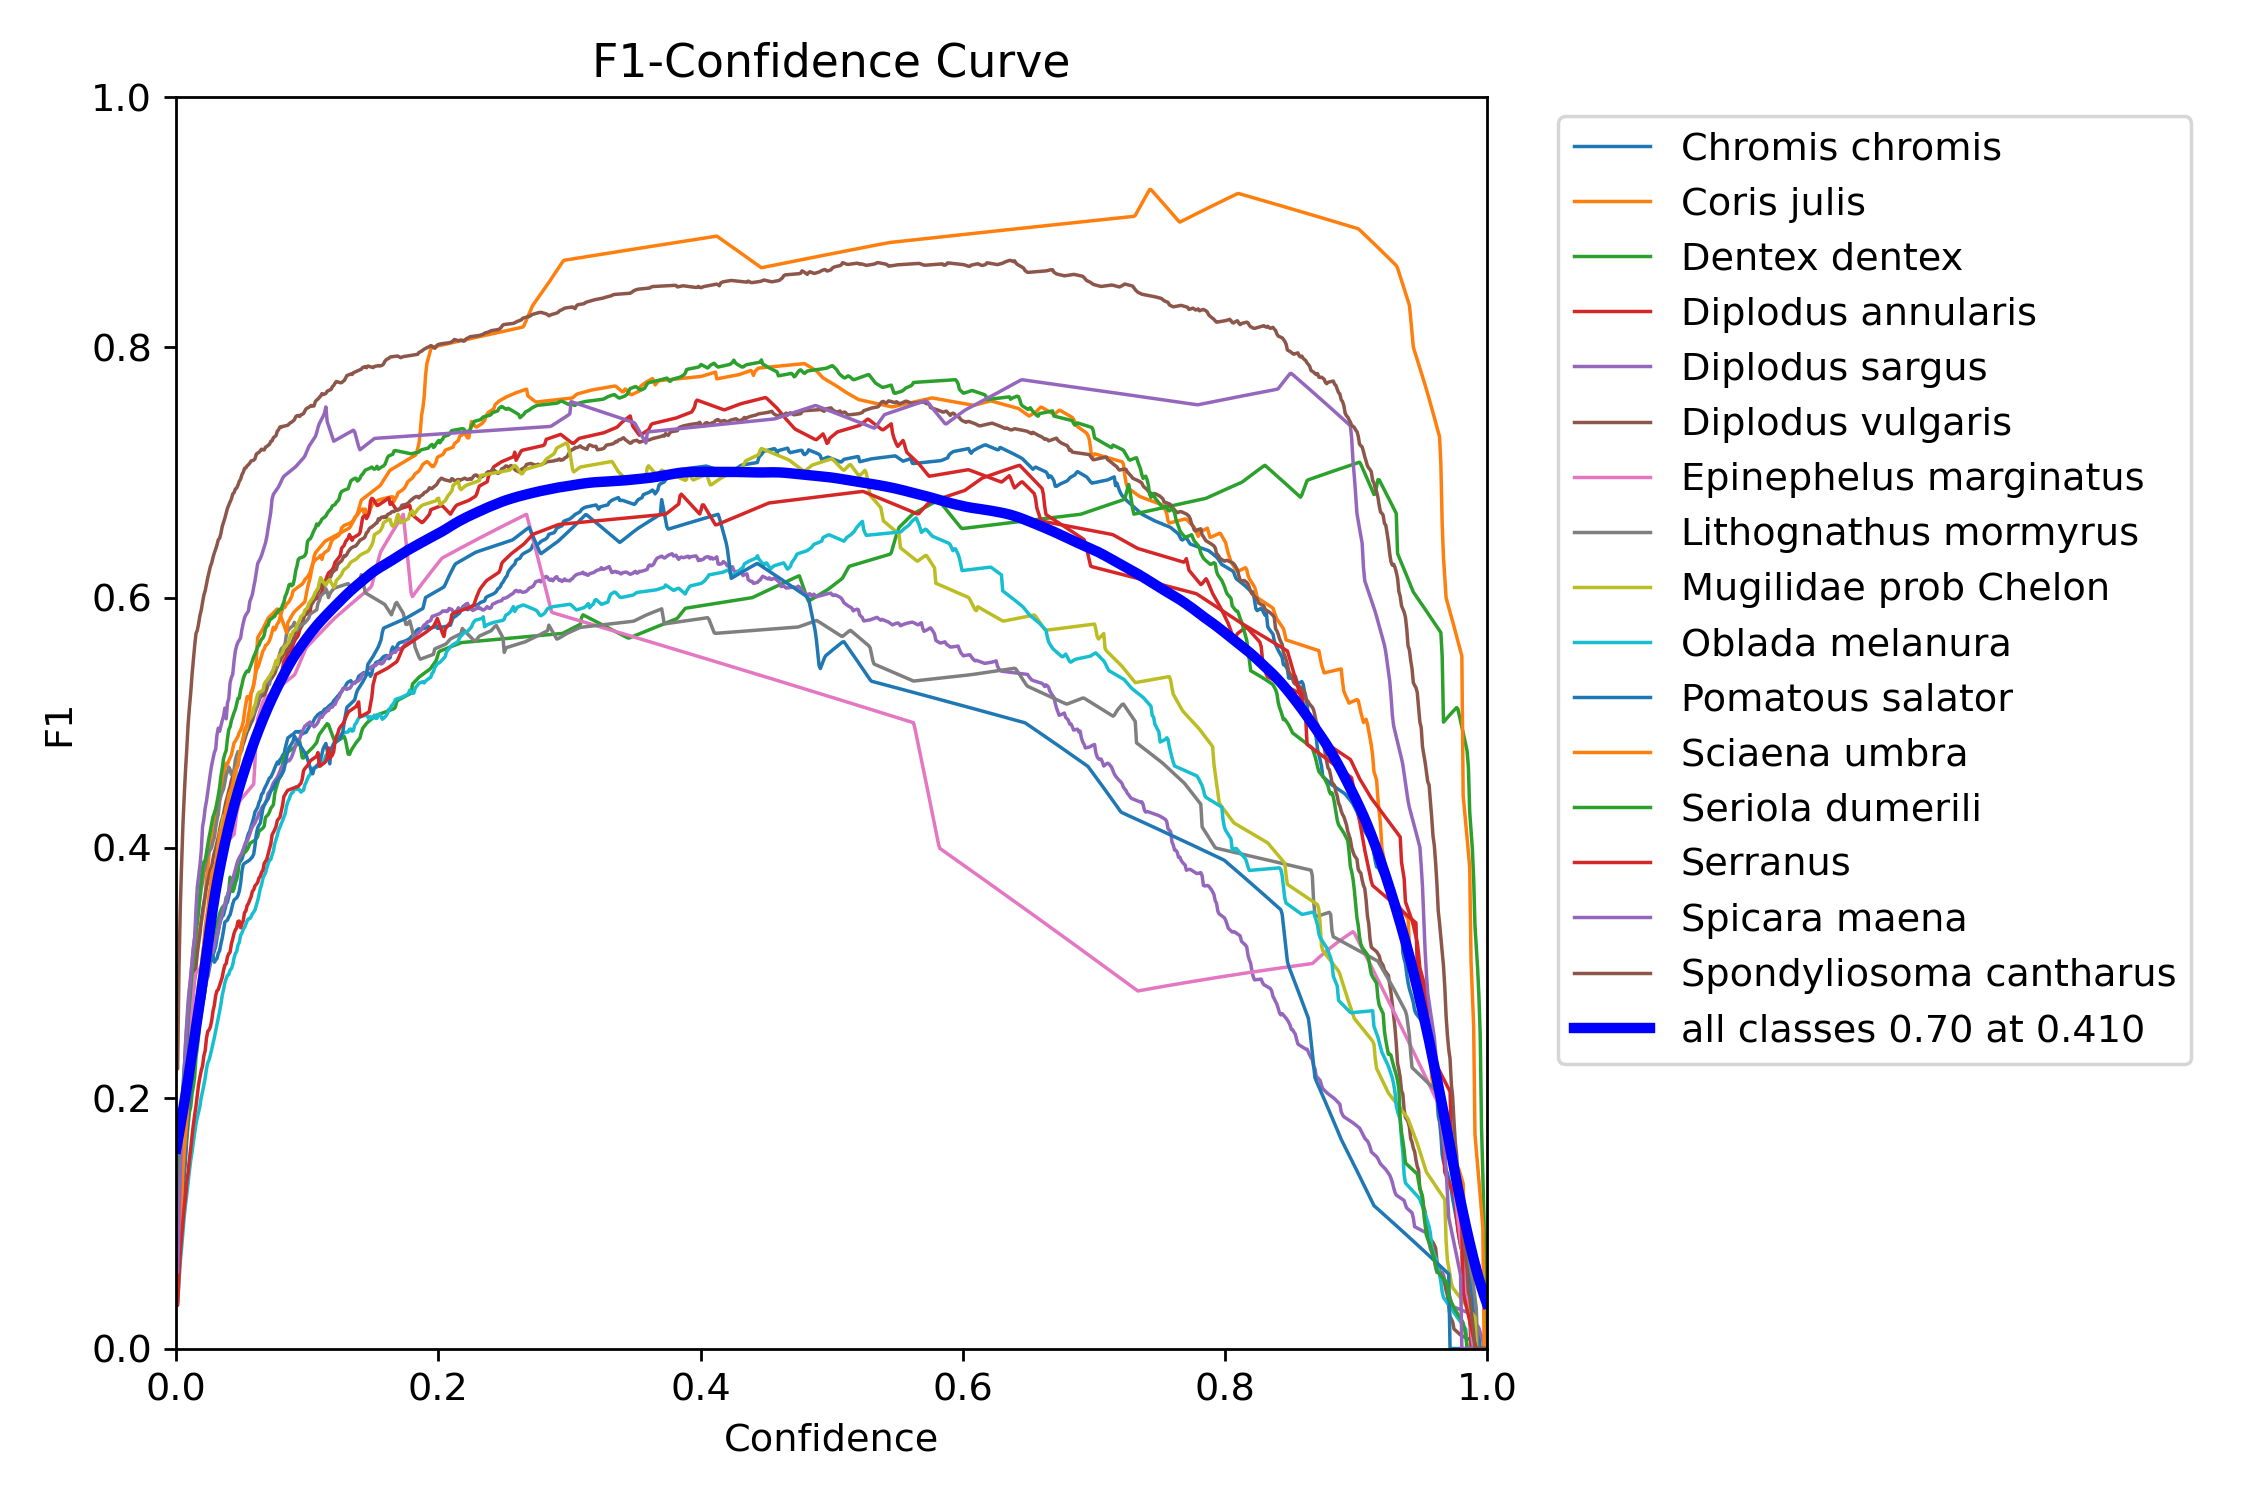 F1-Confidence Curve
1.0
0.8
0.6
0.4
0.2
0.0
F1
0.0 0.2 0.4 0.6 0.8 1.0
Confidence
Chromis chromis
Coris julis
Dentex dentex
Diplodus annularis
Diplodus sargus
Diplodus vulgaris
Epinephelus marginatus
Lithognathus mormyrus
Mugilidae prob Chelon
Oblada melanura
Pomatous salator
Sciaena umbra
Seriola dumerili
Serranus
Spicara maena
Spondyliosoma cantharus
all classes 0.70 at 0.410